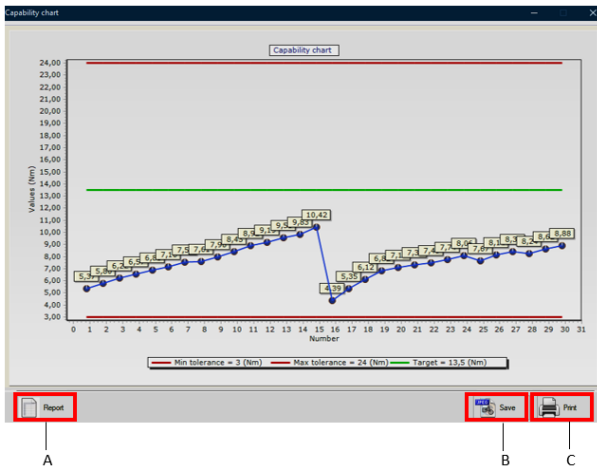 Capability chart
Capability chart
24,00
23,00
22,00
21,00
20,00
19,00
18,00
17,00
16,00
15,00
14,00
13,00
12,00
11,00
10,00
9,00
8,00
7,00
6,00
5,00
4,00
3,00
Values (Nm)
10,42
4,39
5,35
6,12
8,88
0 1 2 3 4 5 6 7 8 9 10 11 12 13 14 15 16 17 18 19 20 21 22 23 24 25 26 27 28 29 30 31
Number
Min tolerance = 3 (Nm) Max tolerance = 24 (Nm) Target = 13,5 (Nm)
Report
JPEG Save
Print
A B C